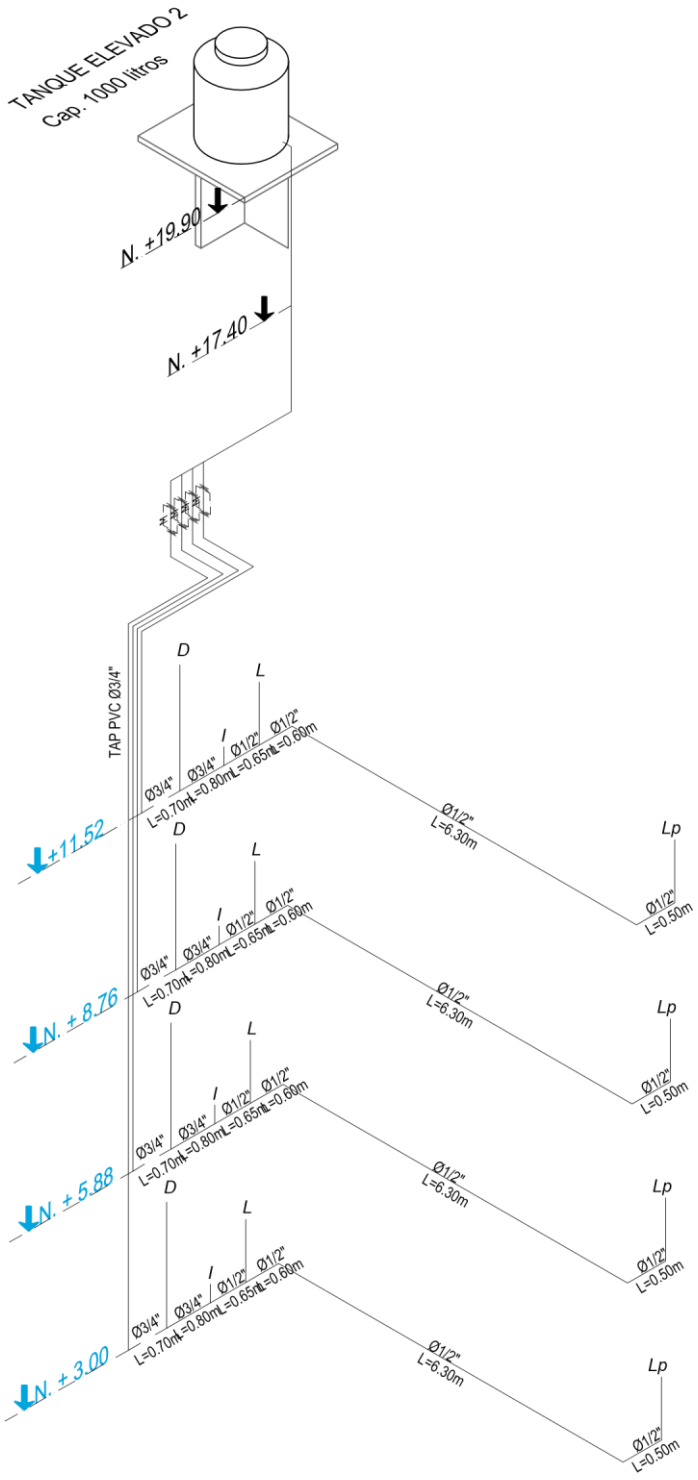 TANQUE ELEVADO 2
Cap. 1000 litros
N. +19.90
N. +17.40
TAP PVC Ø3/4"
D
L
I
Ø3/4"
Ø3/4"
Ø1/2"
Ø1/2"
L=0.70m
L=0.80m
L=0.65m
L=0.60m
Ø1/2"
L=6.30m
Lp
Ø1/2"
L=0.50m
+11.52
D
L
I
Ø3/4"
Ø3/4"
Ø1/2"
Ø1/2"
L=0.70m
L=0.80m
L=0.65m
L=0.60m
Ø1/2"
L=6.30m
Lp
Ø1/2"
L=0.50m
N. + 8.76
D
L
I
Ø3/4"
Ø3/4"
Ø1/2"
Ø1/2"
L=0.70m
L=0.80m
L=0.65m
L=0.60m
Ø1/2"
L=6.30m
Lp
Ø1/2"
L=0.50m
N. + 5.88
D
L
I
Ø3/4"
Ø3/4"
Ø1/2"
Ø1/2"
L=0.70m
L=0.80m
L=0.65m
L=0.60m
Ø1/2"
L=6.30m
Lp
Ø1/2"
L=0.50m
N. + 3.00